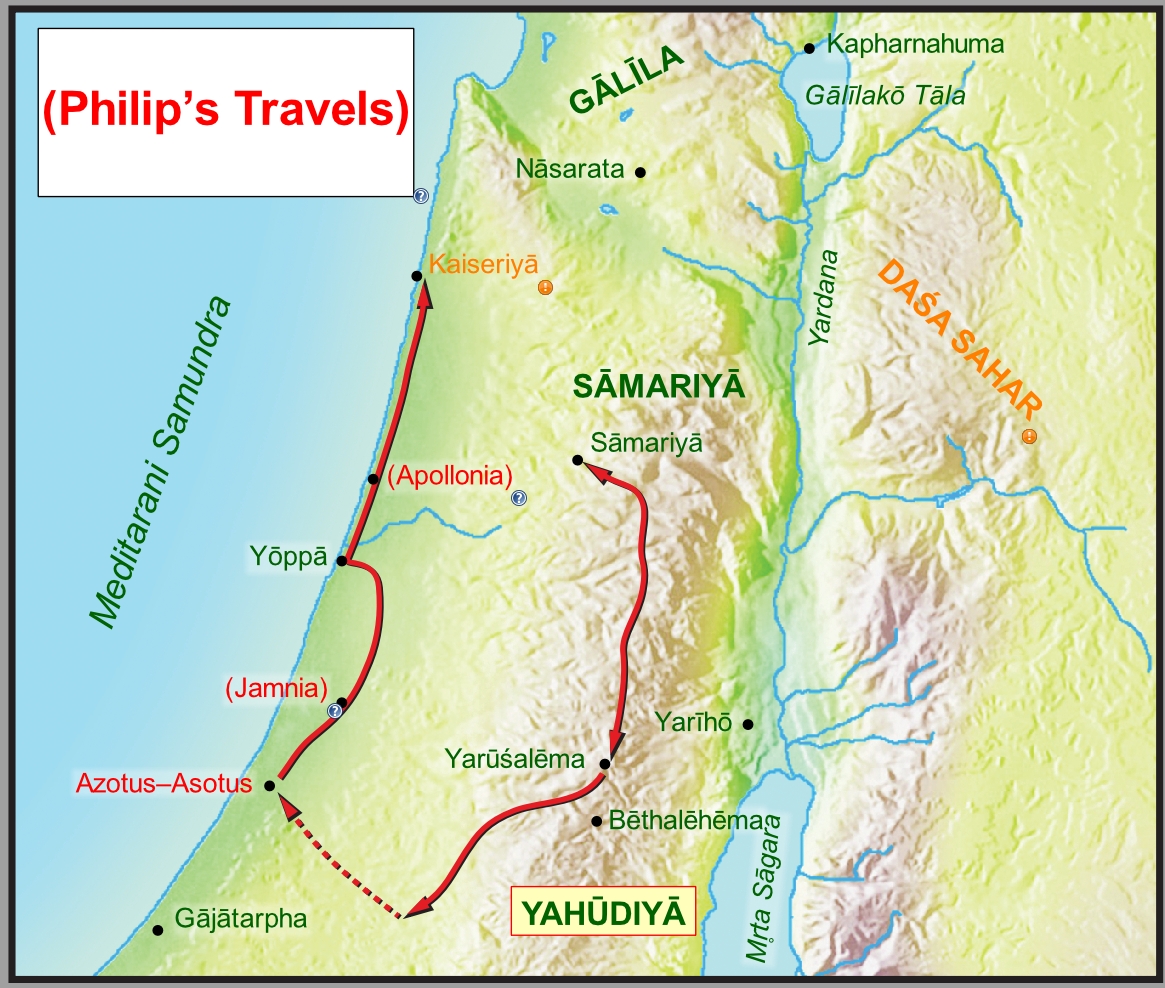 (Philip's Travels)
Kapharnahuma
GĀLĪLA
Gālīlakō Tāla
Nāsarata
Kaiseriyā
Yardana
DAŚA SAHAR
Meditarani Samundra
SĀMARIYĀ
Sāmariyā
(Apollonia)
Yōppā
(Jamnia)
Yarīhō
Yarūśalēma
Azotus–Asotus
Bēthalēhēma
Mṛta Sāgara
YAHŪDIYĀ
Gājātarpha